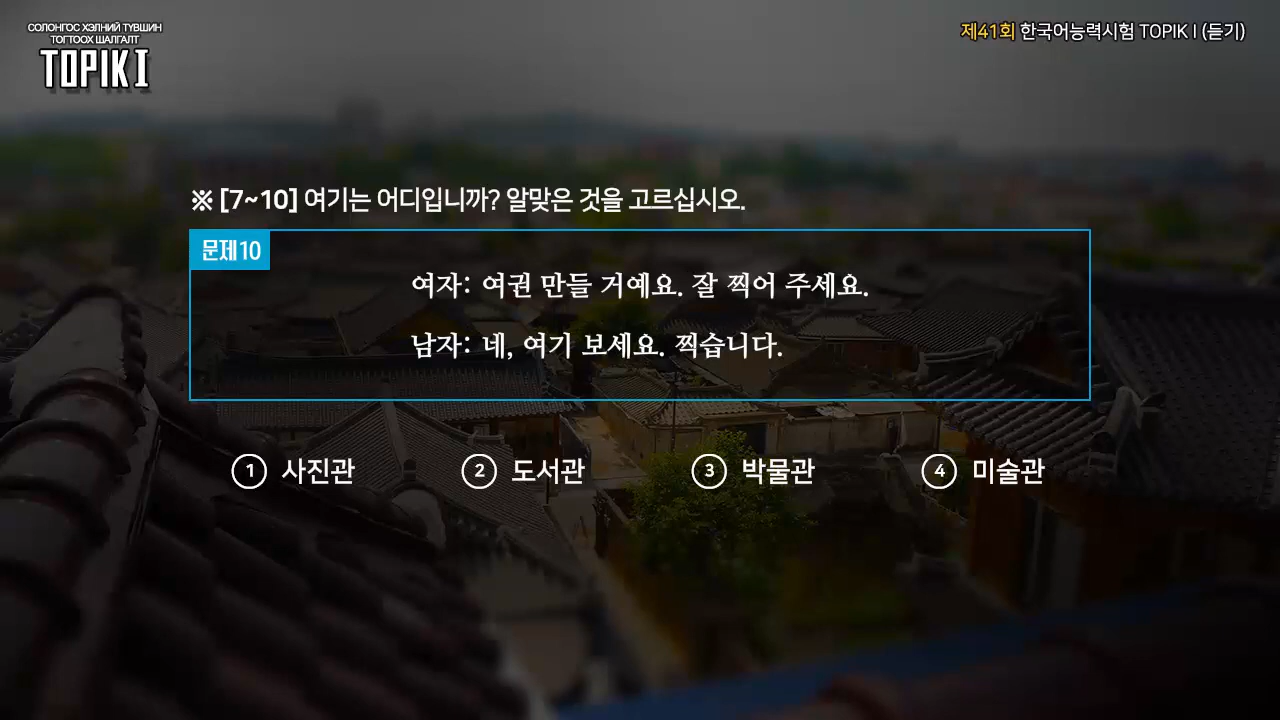 СОЛОНГОС ХЭЛНИЙ ТҮВШИН
ТОГТООХ ШАЛГАЛТ
TOPIK I
제41회 한국어능력시험 TOPIK I (듣기)
※ [7~10] 여기는 어디입니까? 알맞은 것을 고르십시오.
문제10
여자: 여권 만들 거예요. 잘 찍어 주세요.
남자: 네, 여기 보세요. 찍습니다.
① 사진관 ② 도서관 ③ 박물관 ④ 미술관